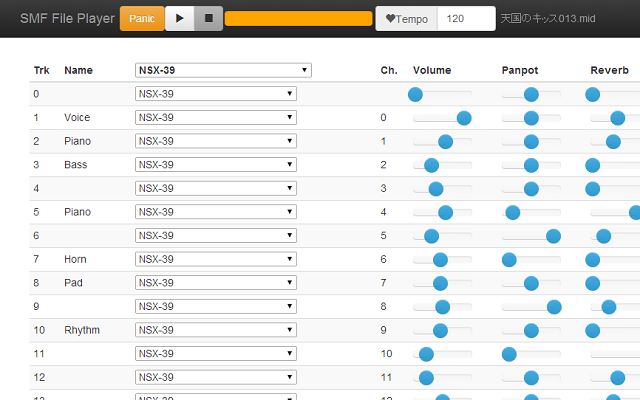 SMF File Player Panic Tempo 120 天国のキッス013.mid
Trk Name NSX-39 Ch. Volume Panpot Reverb
0 NSX-39
1 Voice NSX-39 0
2 Piano NSX-39 1
3 Bass NSX-39 2
4 NSX-39 3
5 Piano NSX-39 4
6 NSX-39 5
7 Horn NSX-39 6
8 Pad NSX-39 7
9 NSX-39 8
10 Rhythm NSX-39 9
11 NSX-39 10
12 NSX-39 11